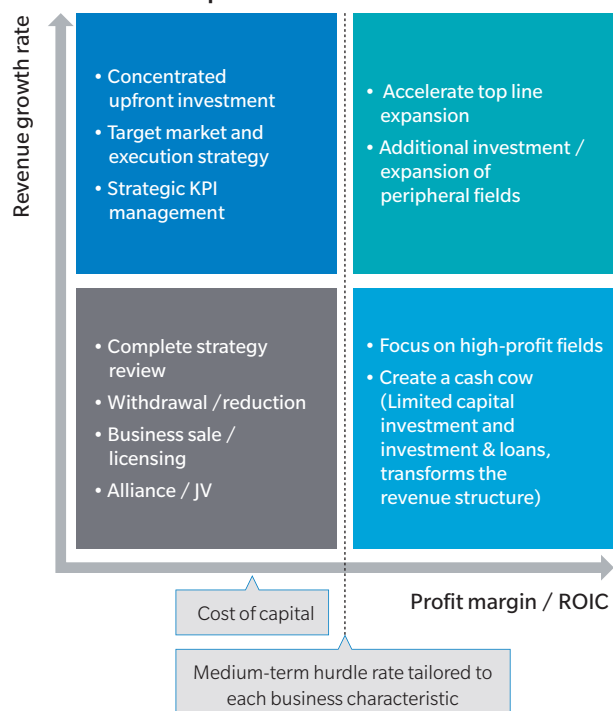 Revenue growth rate
• Concentrated
upfront investment
• Target market and
execution strategy
• Strategic KPI
management
• Accelerate top line
expansion
• Additional investment /
expansion of
peripheral fields
• Complete strategy
review
• Withdrawal /reduction
• Business sale /
licensing
• Alliance / JV
• Focus on high-profit fields
• Create a cash cow
(Limited capital
investment and
investment & loans,
transforms the
revenue structure)
Cost of capital
Profit margin / ROIC
Medium-term hurdle rate tailored to
each business characteristic